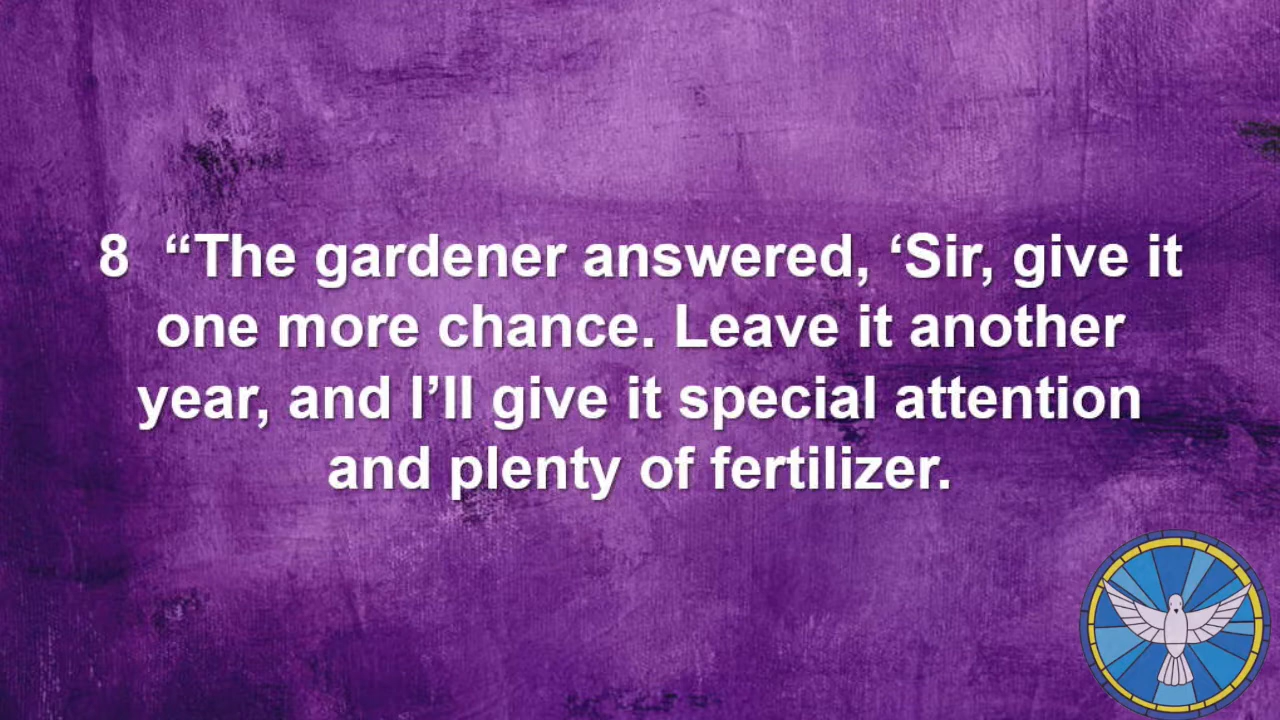 8  “The gardener answered, ‘Sir, give it
one more chance. Leave it another
year, and I’ll give it special attention
and plenty of fertilizer.